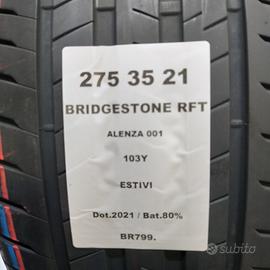 275 35 21
BRIDGESTONE RFT
ALENZA 001
103Y
ESTIVI
Dot.2021 / Bat.80%
BR799.
subito